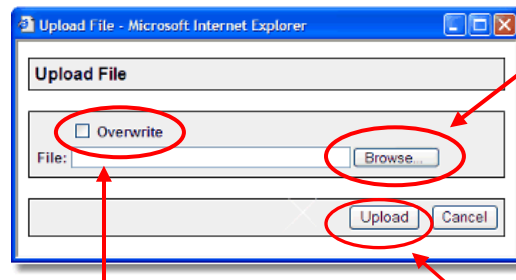 Upload File - Microsoft Internet Explorer
Upload File
Overwrite
File:
Browse...
Upload Cancel